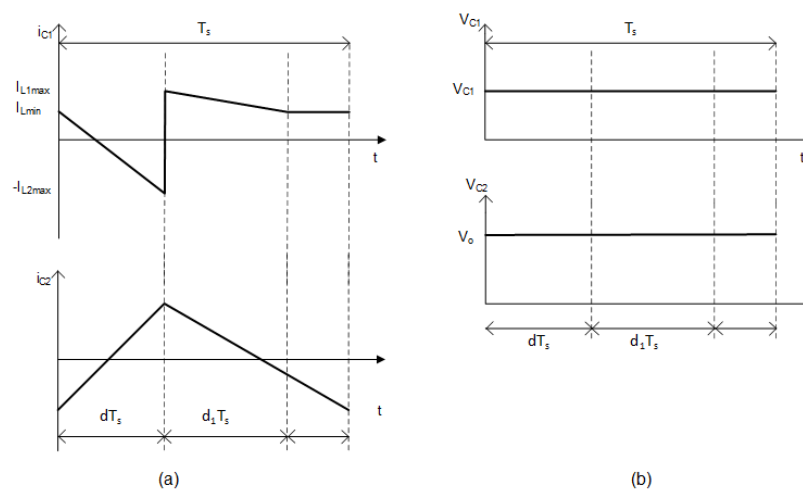 i_C1
T_s
I_L1max
I_Lmin
t
-I_L2max
i_C2
t
dT_s
d_1T_s
(a)
V_C1
T_s
V_C1
t
V_C2
V_o
dT_s
d_1T_s
(b)